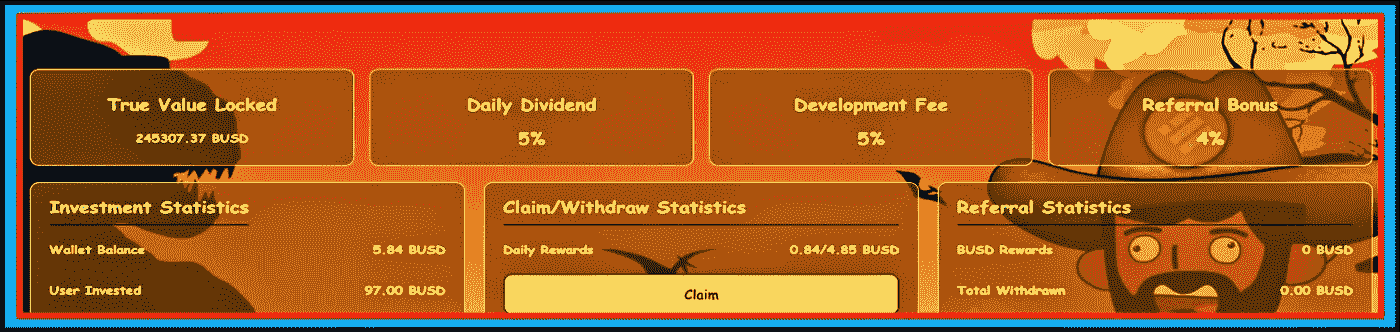 True Value Locked
245307.37 BUSD
Daily Dividend
5%
Development Fee
5%
Referral Bonus
4%
Investment Statistics
Wallet Balance 5.84 BUSD
User Invested 97.00 BUSD
Claim/Withdraw Statistics
Daily Rewards 0.84/4.85 BUSD
Claim
Referral Statistics
BUSD Rewards 0 BUSD
Total Withdrawn 0.00 BUSD